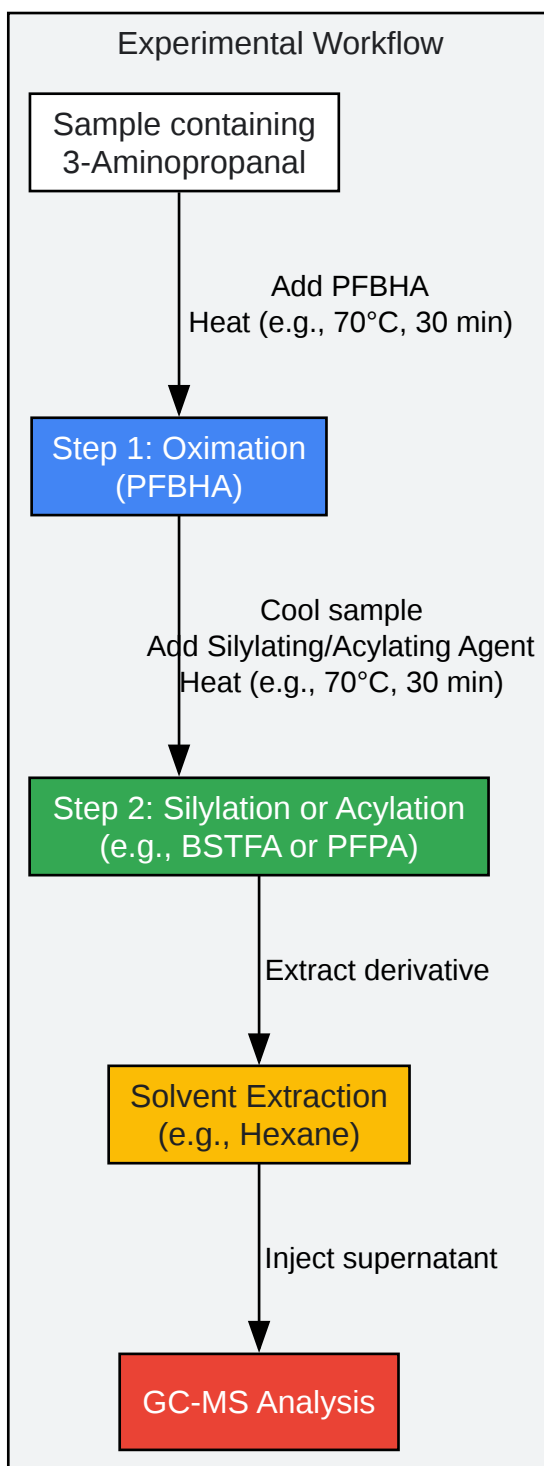 Experimental Workflow
Sample containing
3-Aminopropanal
Add PFBHA
Heat (e.g., 70°C, 30 min)
Step 1: Oximation
(PFBHA)
Cool sample
Add Silylating/Acylating Agent
Heat (e.g., 70°C, 30 min)
Step 2: Silylation or Acylation
(e.g., BSTFA or PFPA)
Extract derivative
Solvent Extraction
(e.g., Hexane)
Inject supernatant
GC-MS Analysis